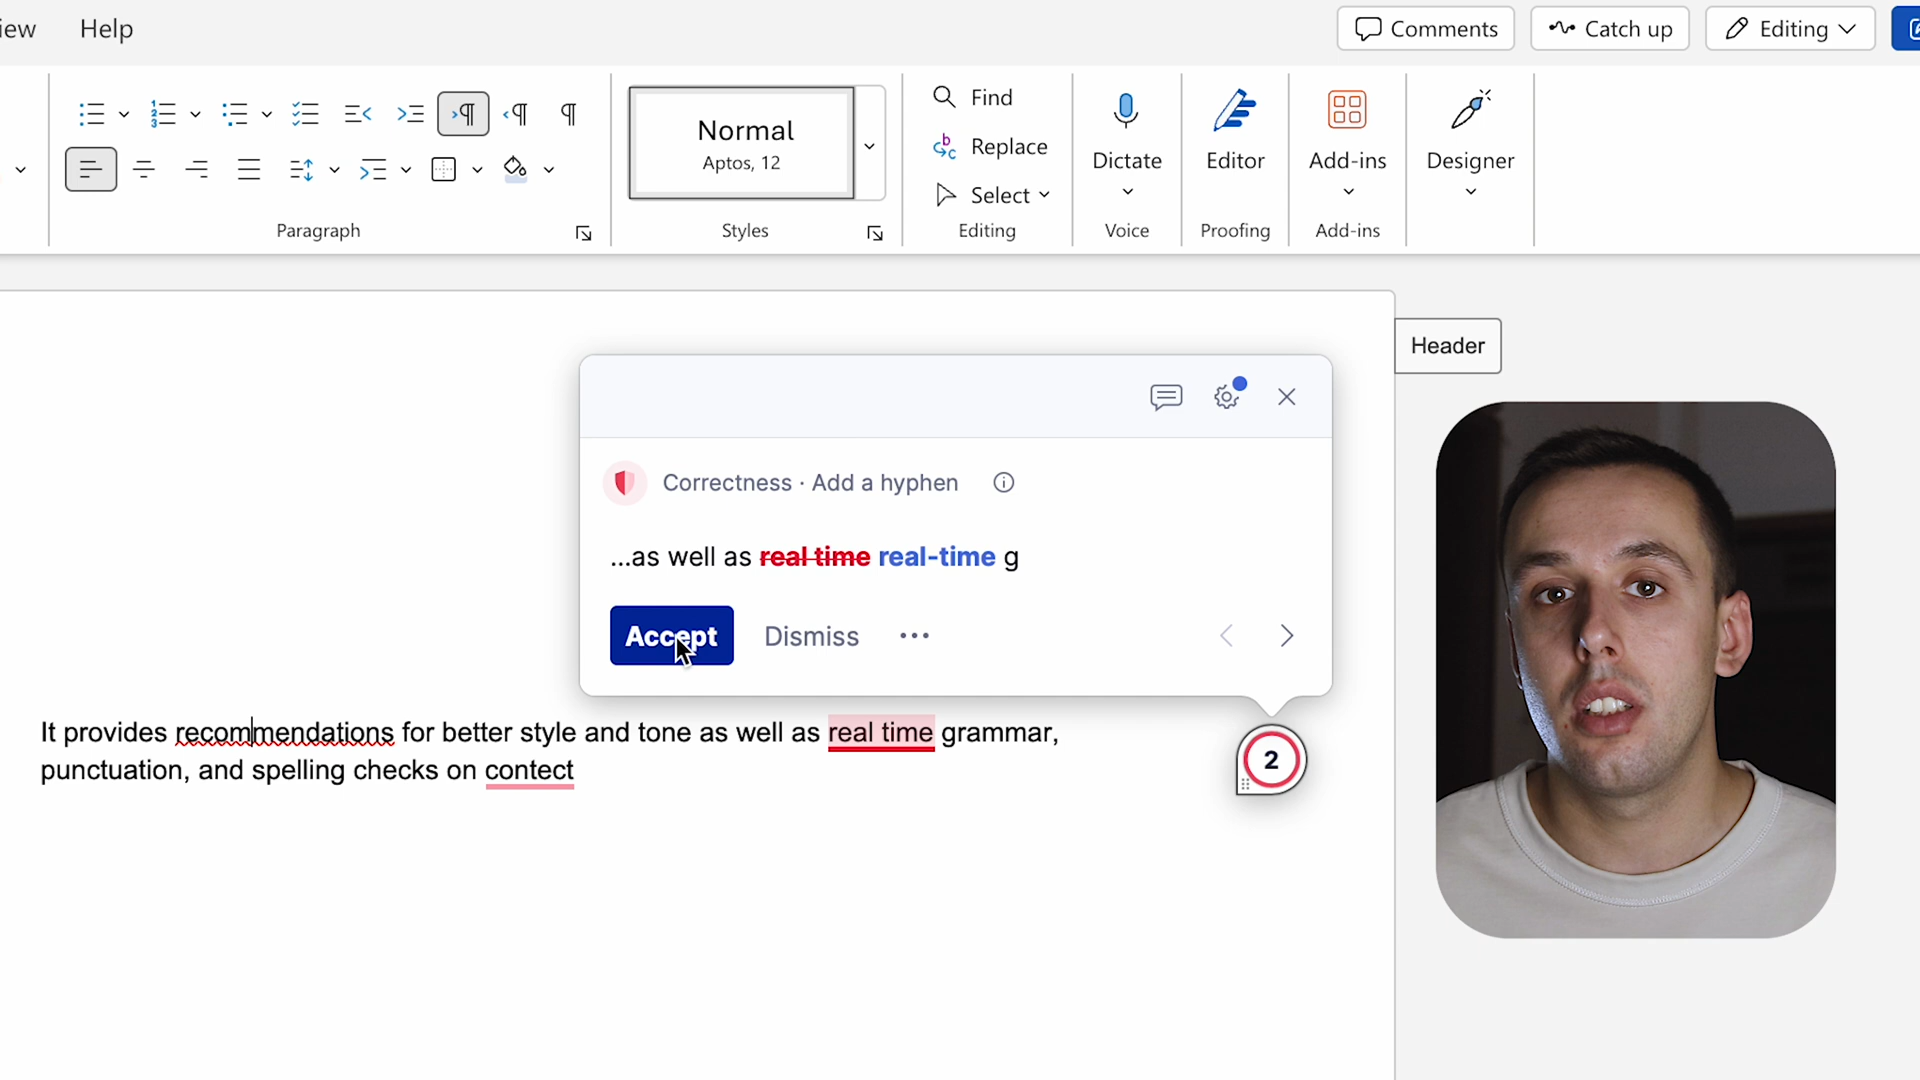 iew Help Comments Catch up Editing
Normal
Aptos, 12
Find
Replace
Select
Dictate Editor Add-ins Designer
Paragraph Styles Editing Voice Proofing Add-ins
Header
Correctness · Add a hyphen
...as well as real time real-time g
Accept Dismiss
It provides recommendations for better style and tone as well as real time grammar,
punctuation, and spelling checks on contect
2